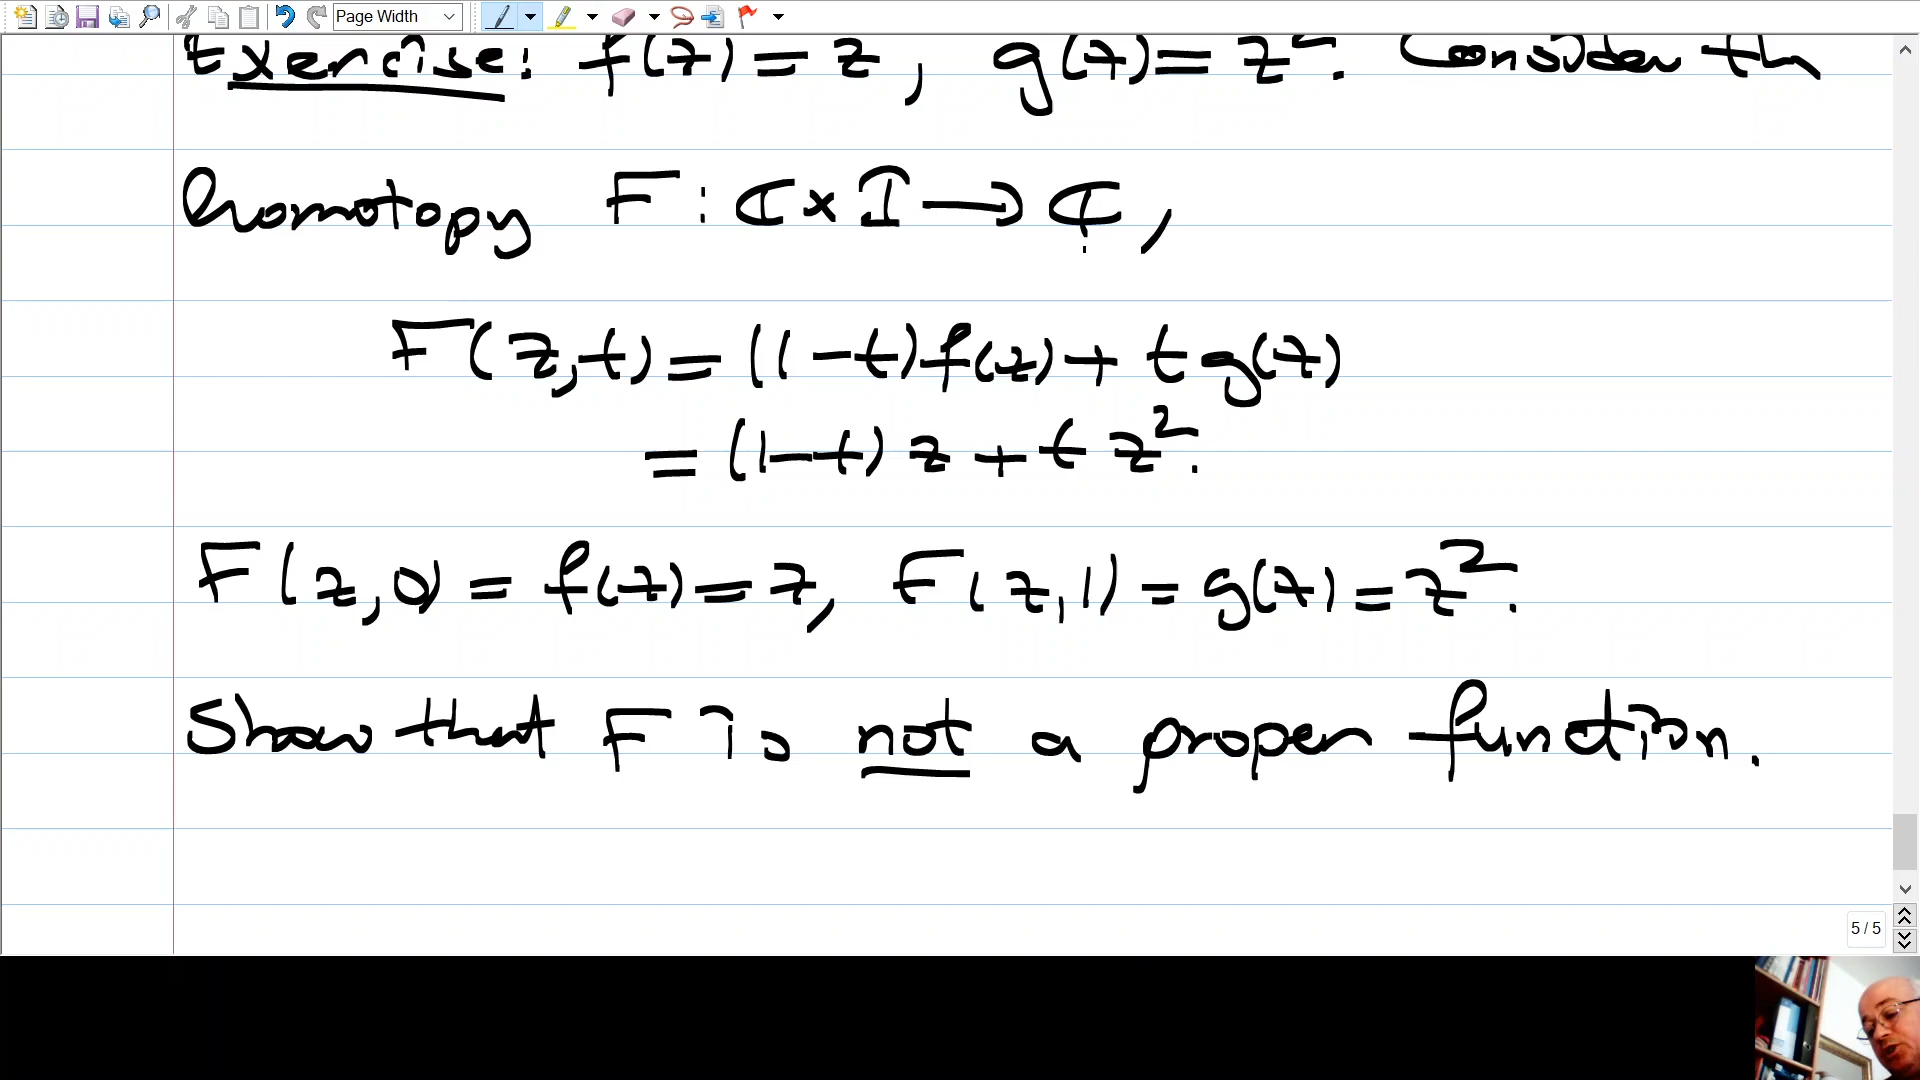 Page Width
Exercise: f(z) = z, g(z) = z². Consider th
homotopy F : ℂ × I → ℂ,
F(z,t) = (1-t)f(z) + t g(z)
= (1-t) z + t z².
F(z,0) = f(z) = z, F(z,1) = g(z) = z².
Show that F is not a proper function.
5 / 5